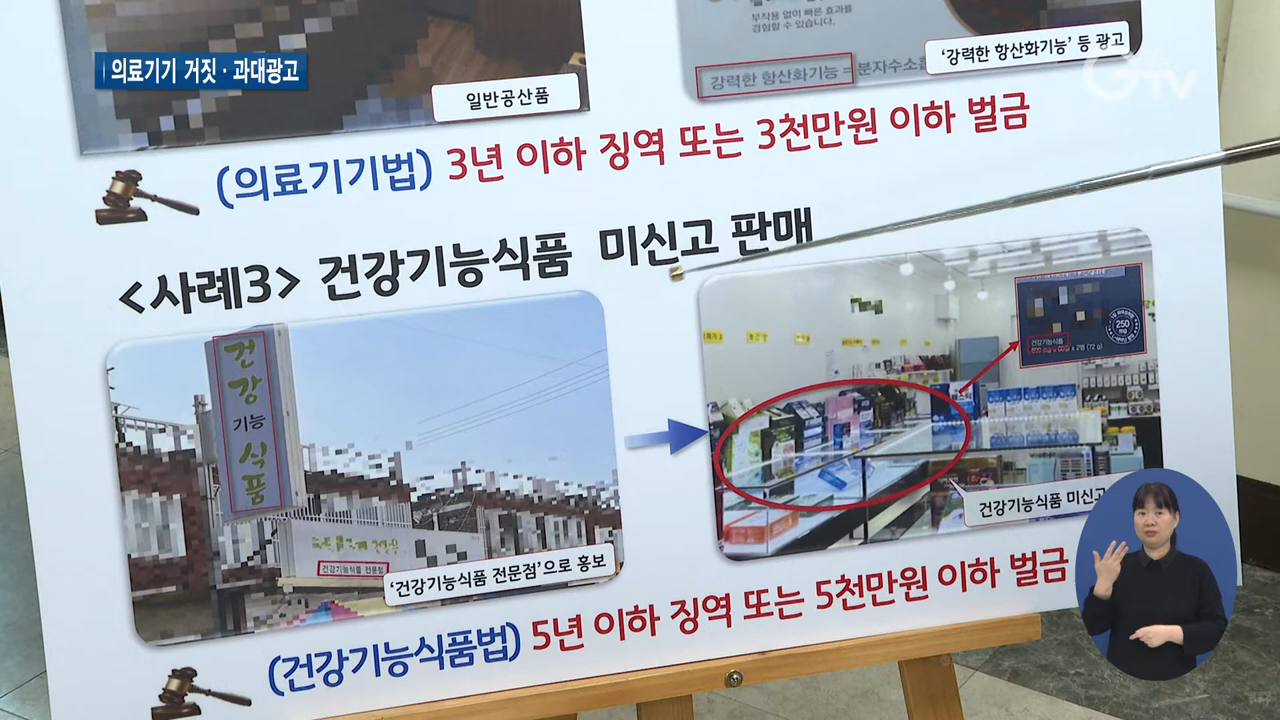 의료기기 거짓·과대광고
GTV
부작용 없이 빠른 효과를
경험할 수 있습니다.
강력한 항산화기능 = 분자수소
'강력한 항산화기능' 등 광고
일반공산품
(의료기기법) 3년 이하 징역 또는 3천만원 이하 벌금
<사례3> 건강기능식품 미신고 판매
건강
기능
식품
건강기능식품 전문점
'건강기능식품 전문점'으로 홍보
250
mg
건강기능식품
건강기능식품 미신고
(건강기능식품법) 5년 이하 징역 또는 5천만원 이하 벌금